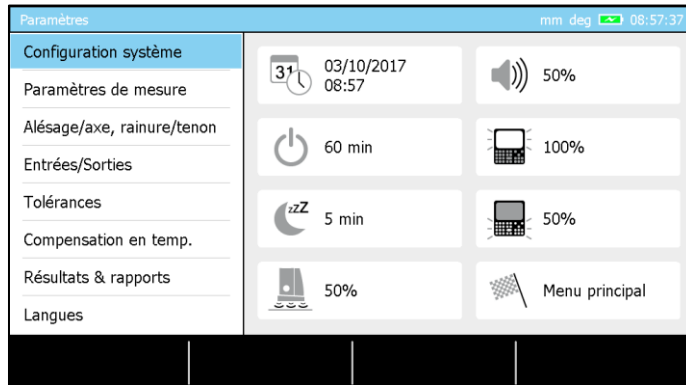 Paramètres
mm deg 08:57:37
Configuration système
Paramètres de mesure
Alésage/axe, rainure/tenon
Entrées/Sorties
Tolérances
Compensation en temp.
Résultats & rapports
Langues
31
03/10/2017
08:57
50%
60 min
100%
zzZ
5 min
50%
50%
Menu principal